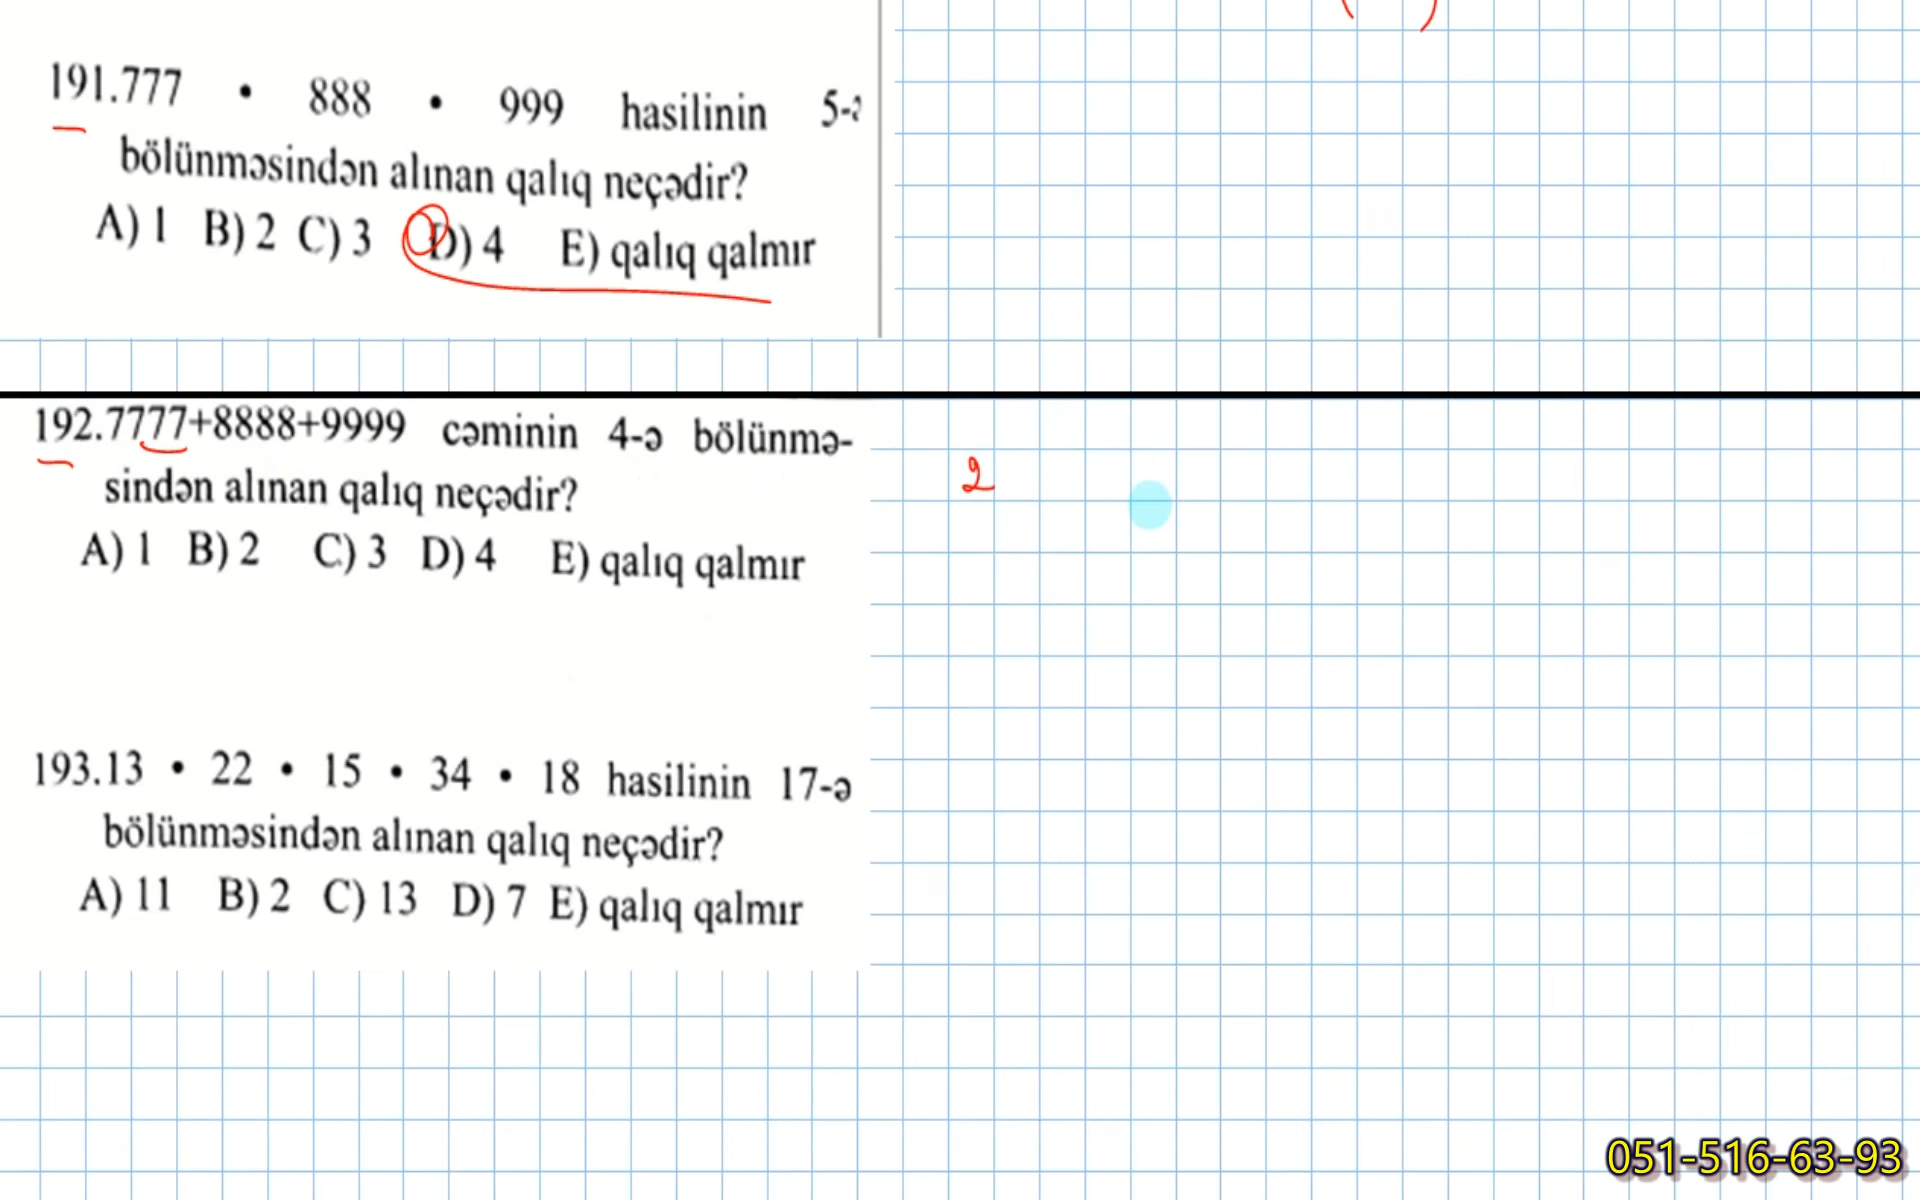 191.777 • 888 • 999 hasilinin 5-ə
bölünməsindən alınan qalıq neçədir?
A) 1 B) 2 C) 3 D) 4 E) qalıq qalmır
192.7777+8888+9999 cəminin 4-ə bölünmə-
sindən alınan qalıq neçədir?
A) 1 B) 2 C) 3 D) 4 E) qalıq qalmır
2
193.13 • 22 • 15 • 34 • 18 hasilinin 17-ə
bölünməsindən alınan qalıq neçədir?
A) 11 B) 2 C) 13 D) 7 E) qalıq qalmır
051-516-63-93